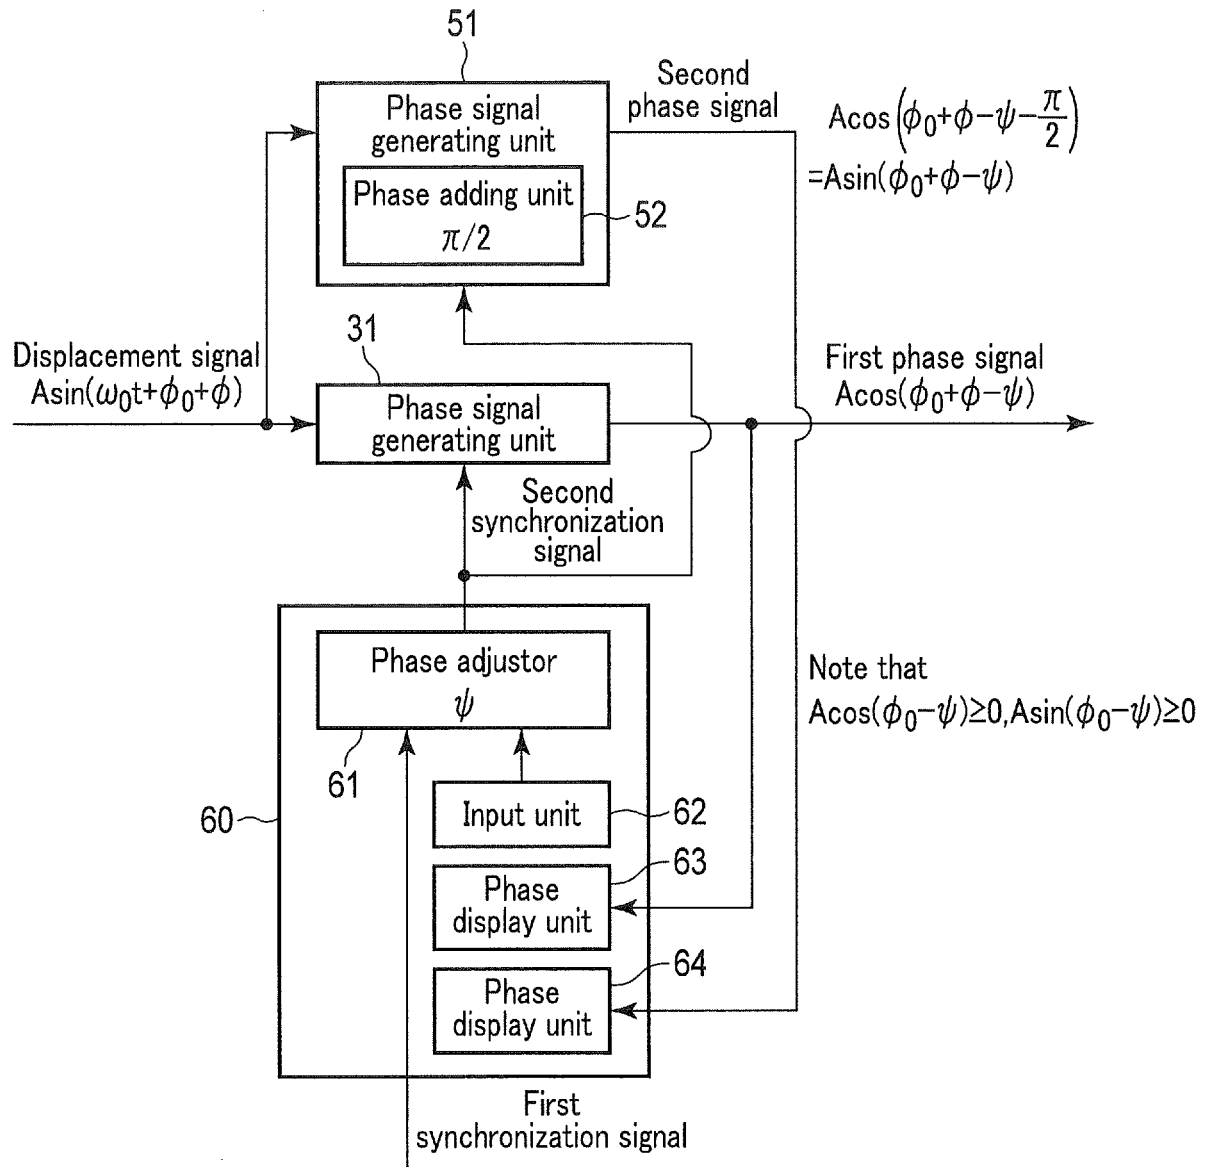 51
Second
phase signal
Phase signal
generating unit
Acos(ϕ₀+ϕ−ψ−π/2)
=Asin(ϕ₀+ϕ−ψ)
Phase adding unit
π/2
52
31
Displacement signal
Asin(ω₀t+ϕ₀+ϕ)
First phase signal
Acos(ϕ₀+ϕ−ψ)
Phase signal
generating unit
Second
synchronization
signal
Phase adjustor
ψ
Note that
Acos(ϕ₀−ψ)≥0,Asin(ϕ₀−ψ)≥0
61
60
Input unit
62
63
Phase
display unit
64
Phase
display unit
First
synchronization signal